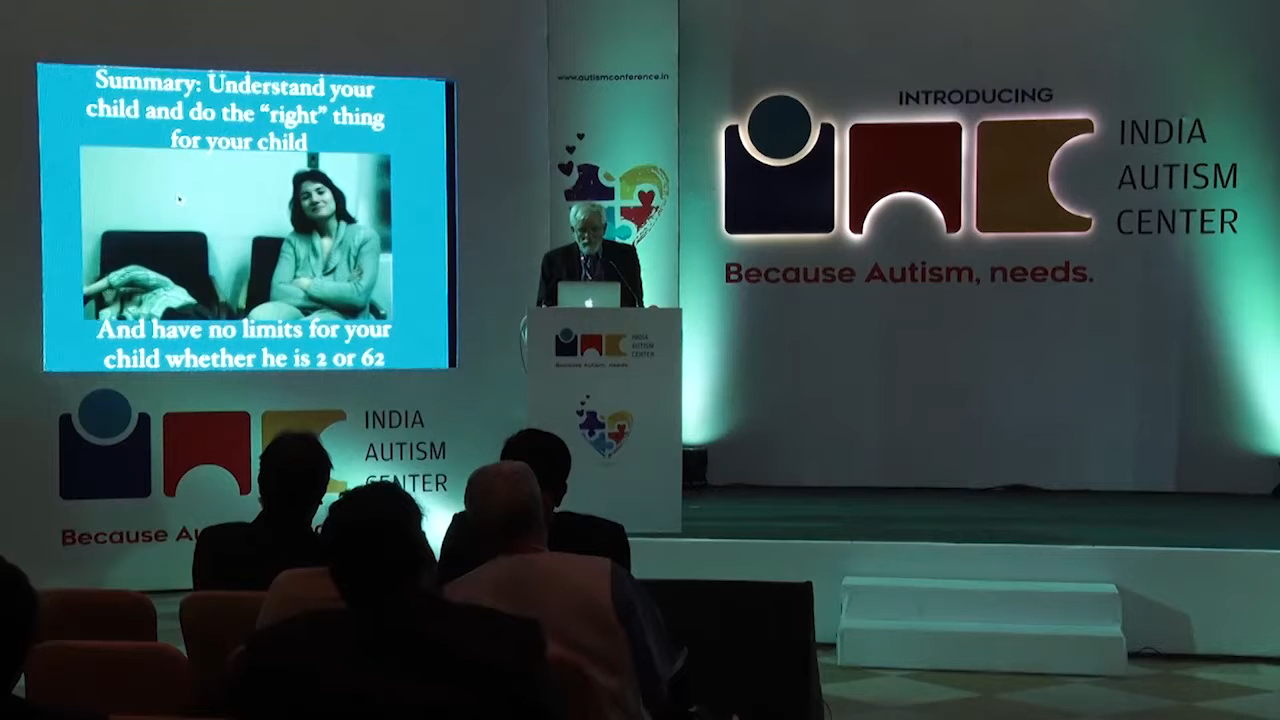 Summary: Understand your
child and do the “right” thing
for your child
And have no limits for your
child whether he is 2 or 62
www.autismconference.in
INTRODUCING
INDIA
AUTISM
CENTER
Because Autism, needs.
INDIA
AUTISM
CENTER
Because Autism, needs.
INDIA
AUTISM
CENTER
Because Au